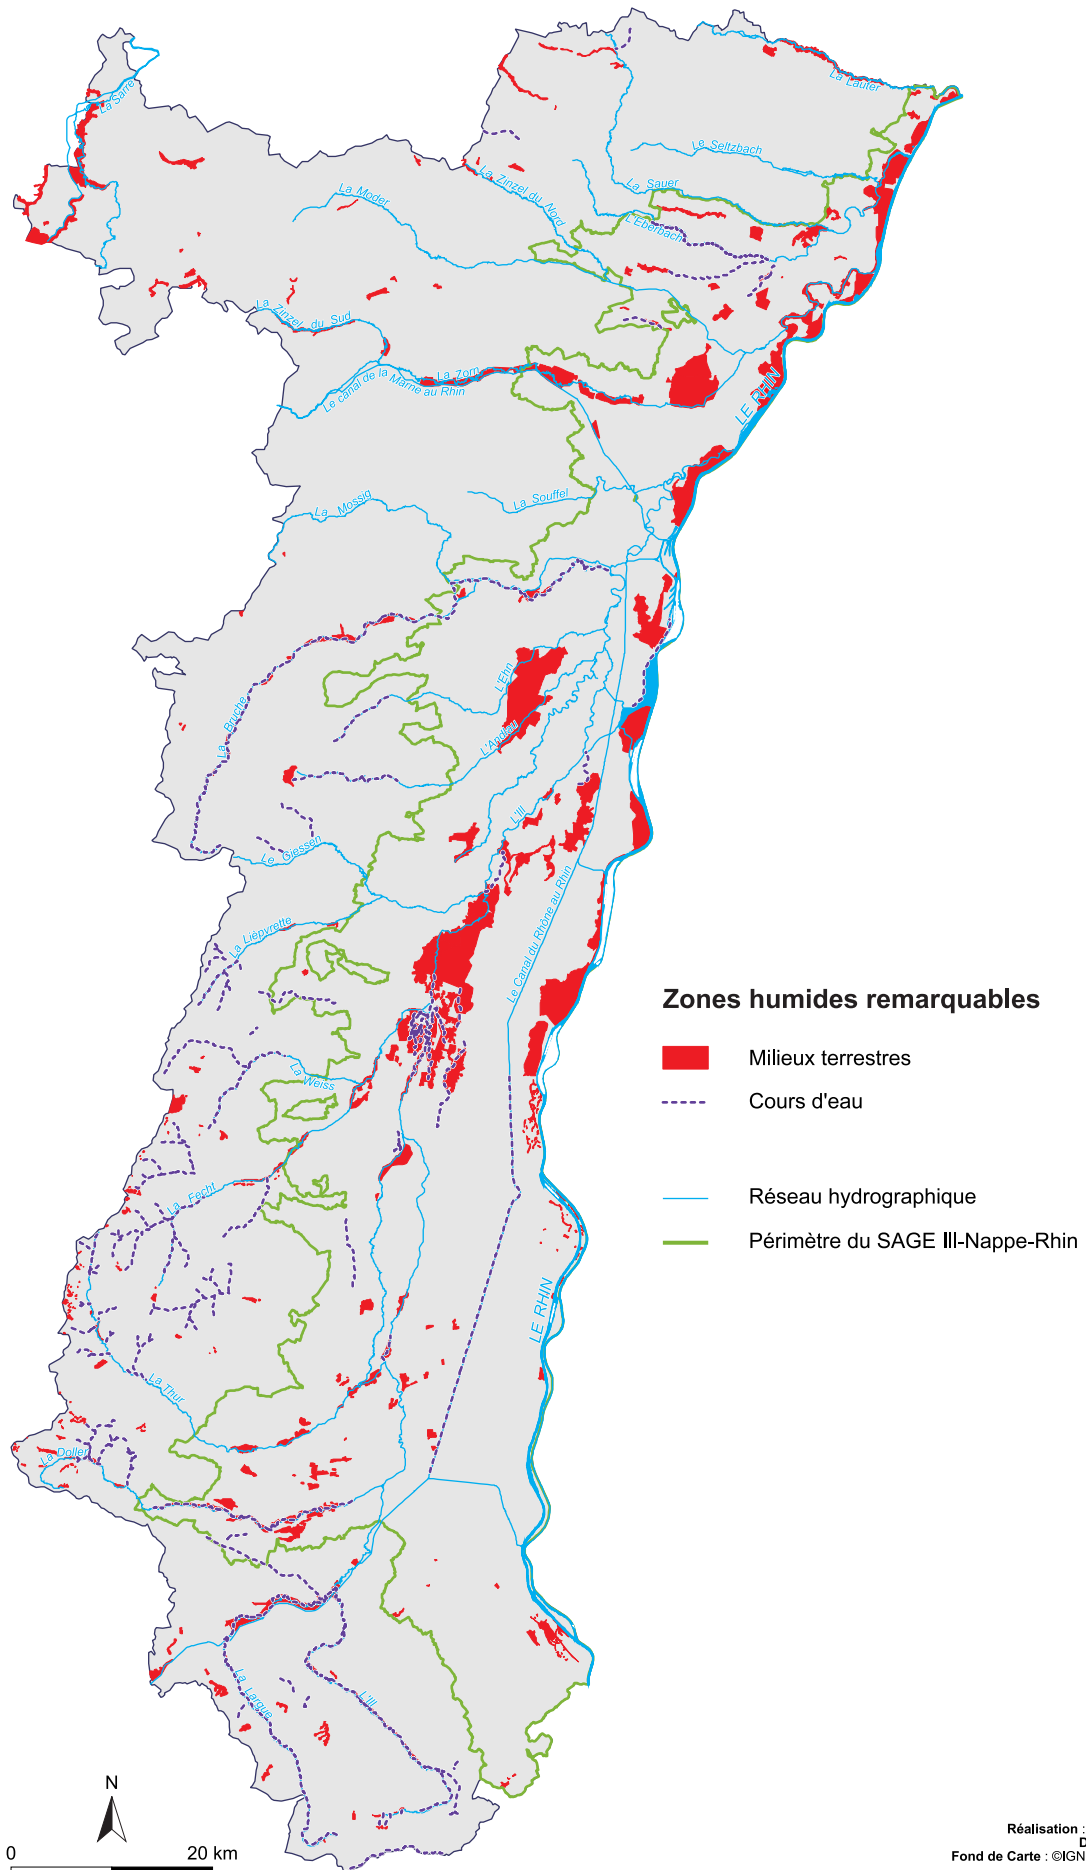 La Sarre
La Lauter
Le Seltzbach
La Sauer
La Zinzel du Nord
La Moder
L'Eberbach
La Zinzel du Sud
La Zorn
Le canal de la Marne au Rhin
LE RHIN
La Mossig
La Souffel
L'Ehn
La Bruche
L'Andlau
L'Ill
Le Giessen
La Liépvrette
Le Canal du Rhône au Rhin
Zones humides remarquables
Milieux terrestres
Cours d'eau
Réseau hydrographique
Périmètre du SAGE Ill-Nappe-Rhin
La Weiss
La Fecht
LE RHIN
La Thur
La Doller
La Largue
L'Ill
N
0 20 km
Réalisation :
D
Fond de Carte : ©IGN